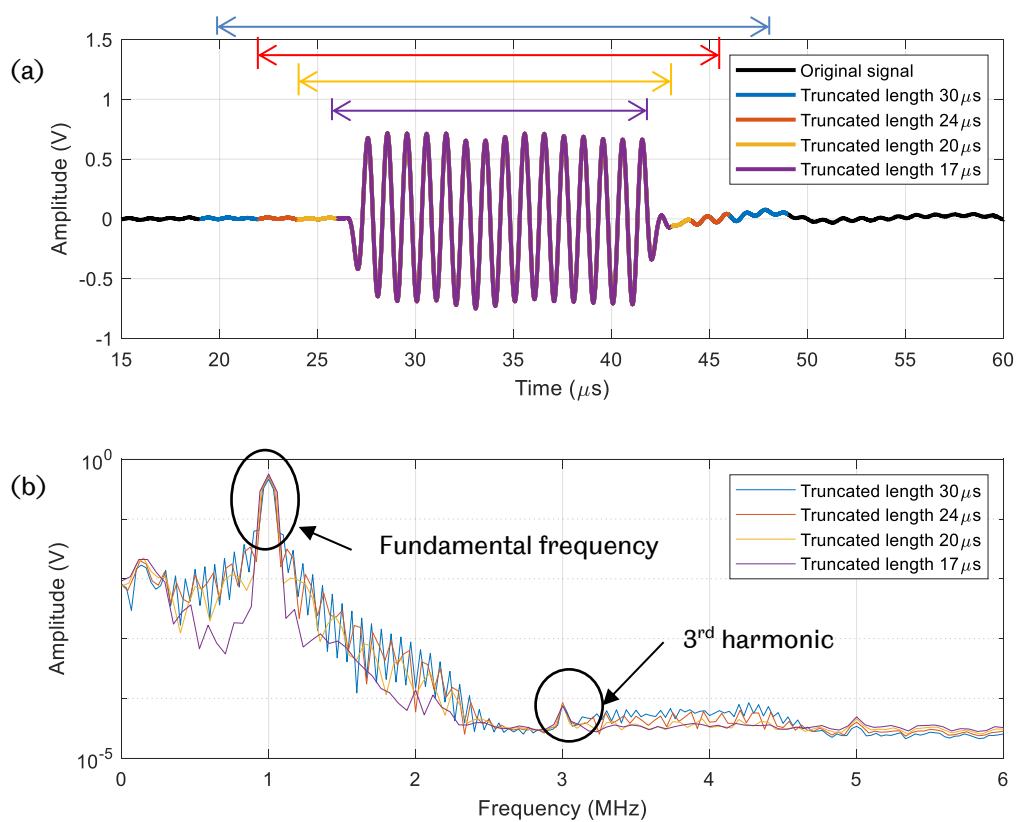 (a)
1.5
1
0.5
0
-0.5
-1
Amplitude (V)
Original signal
Truncated length 30μs
Truncated length 24μs
Truncated length 20μs
Truncated length 17μs
15 20 25 30 35 40 45 50 55 60
Time (μs)
(b)
10⁰
10⁻⁵
Amplitude (V)
Truncated length 30μs
Truncated length 24μs
Truncated length 20μs
Truncated length 17μs
Fundamental frequency
3ʳᵈ harmonic
0 1 2 3 4 5 6
Frequency (MHz)